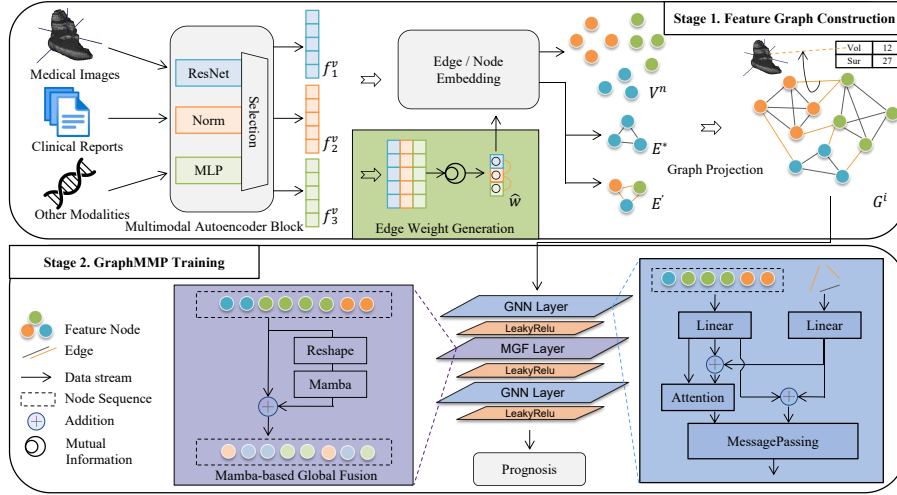 Stage 1. Feature Graph Construction
Medical Images
Clinical Reports
Other Modalities
ResNet
Norm
MLP
Selection
Multimodal Autoencoder Block
f_1^v
f_2^v
f_3^v
Edge / Node
Embedding
ŵ
Edge Weight Generation
V^n
E^*
E^'
Graph Projection
Vol 12
Sur 27
G^i
Stage 2. GraphMMP Training
Feature Node
Edge
Data stream
Node Sequence
Addition
Mutual
Information
Reshape
Mamba
Mamba-based Global Fusion
GNN Layer
LeakyRelu
MGF Layer
LeakyRelu
GNN Layer
LeakyRelu
Prognosis
Linear
Linear
Attention
MessagePassing